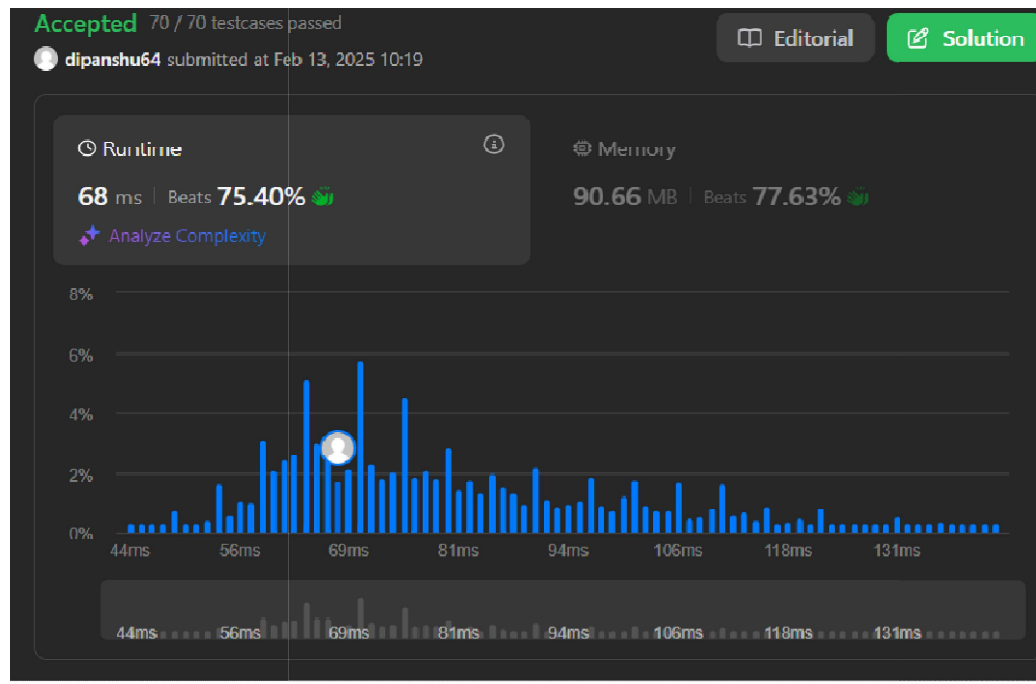 Accepted 70 / 70 testcases passed
Editorial
Solution
dipanshu64 submitted at Feb 13, 2025 10:19
Runtime
68 ms Beats 75.40%
Analyze Complexity
Memory
90.66 MB Beats 77.63%
8%
6%
4%
2%
0%
44ms 56ms 69ms 81ms 94ms 106ms 118ms 131ms
44ms 56ms 69ms 81ms 94ms 106ms 118ms 131ms